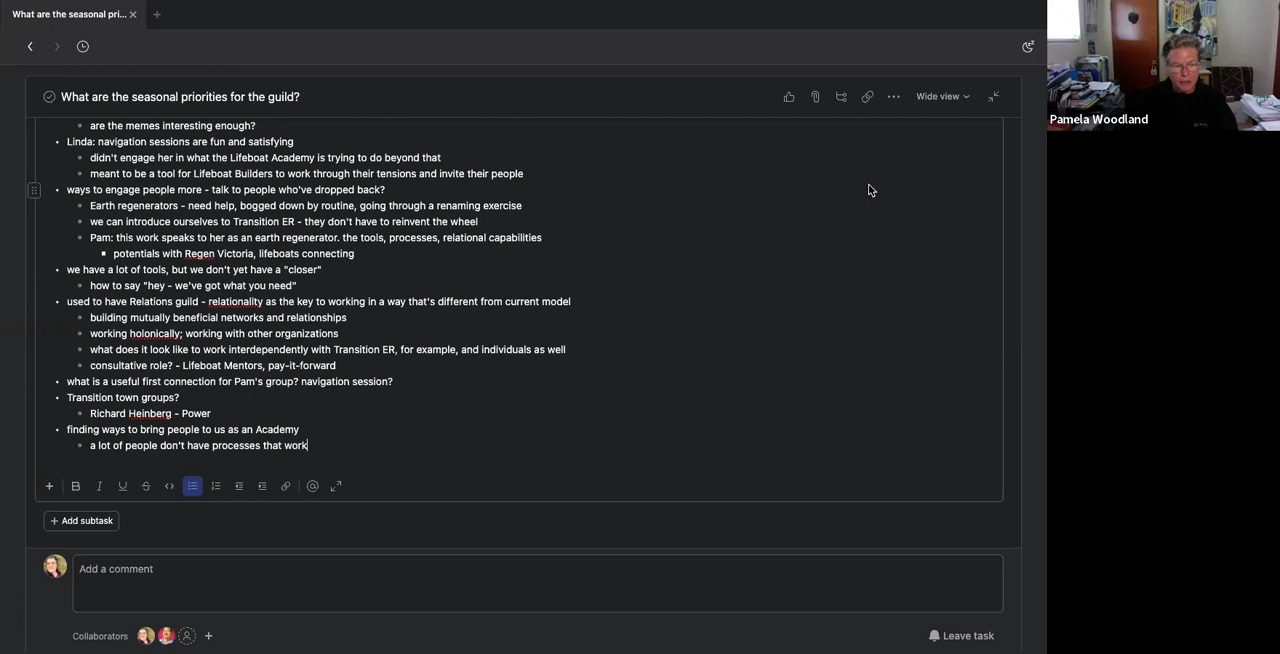 What are the seasonal pri...
What are the seasonal priorities for the guild?
Wide view
Pamela Woodland
are the memes interesting enough?
Linda: navigation sessions are fun and satisfying
didn't engage her in what the Lifeboat Academy is trying to do beyond that
meant to be a tool for Lifeboat Builders to work through their tensions and invite their people
ways to engage people more - talk to people who've dropped back?
Earth regenerators - need help, bogged down by routine, going through a renaming exercise
we can introduce ourselves to Transition ER - they don't have to reinvent the wheel
Pam: this work speaks to her as an earth regenerator. the tools, processes, relational capabilities
potentials with Regen Victoria, lifeboats connecting
we have a lot of tools, but we don't yet have a "closer"
how to say "hey - we've got what you need"
used to have Relations guild - relationality as the key to working in a way that's different from current model
building mutually beneficial networks and relationships
working holonically; working with other organizations
what does it look like to work interdependently with Transition ER, for example, and individuals as well
consultative role? - Lifeboat Mentors, pay-it-forward
what is a useful first connection for Pam's group? navigation session?
Transition town groups?
Richard Heinberg - Power
finding ways to bring people to us as an Academy
a lot of people don't have processes that work
B I U S
Add subtask
Add a comment
Collaborators
Leave task